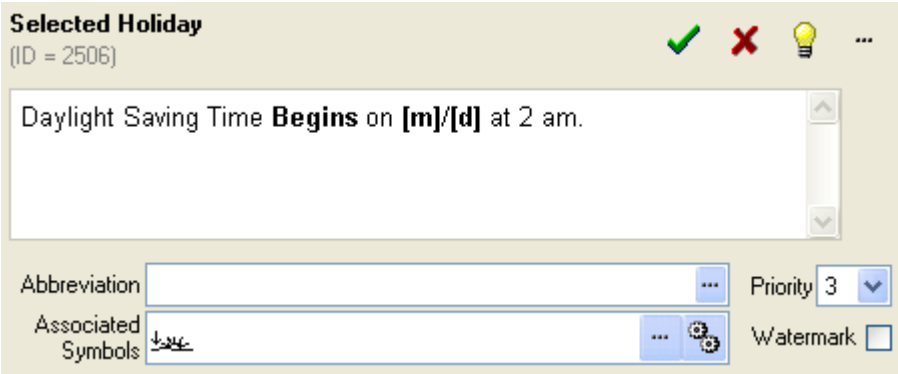 Selected Holiday
(ID = 2506)
...
Daylight Saving Time Begins on [m]/[d] at 2 am.
Abbreviation
...
Priority 3
Associated
Symbols
...
Watermark